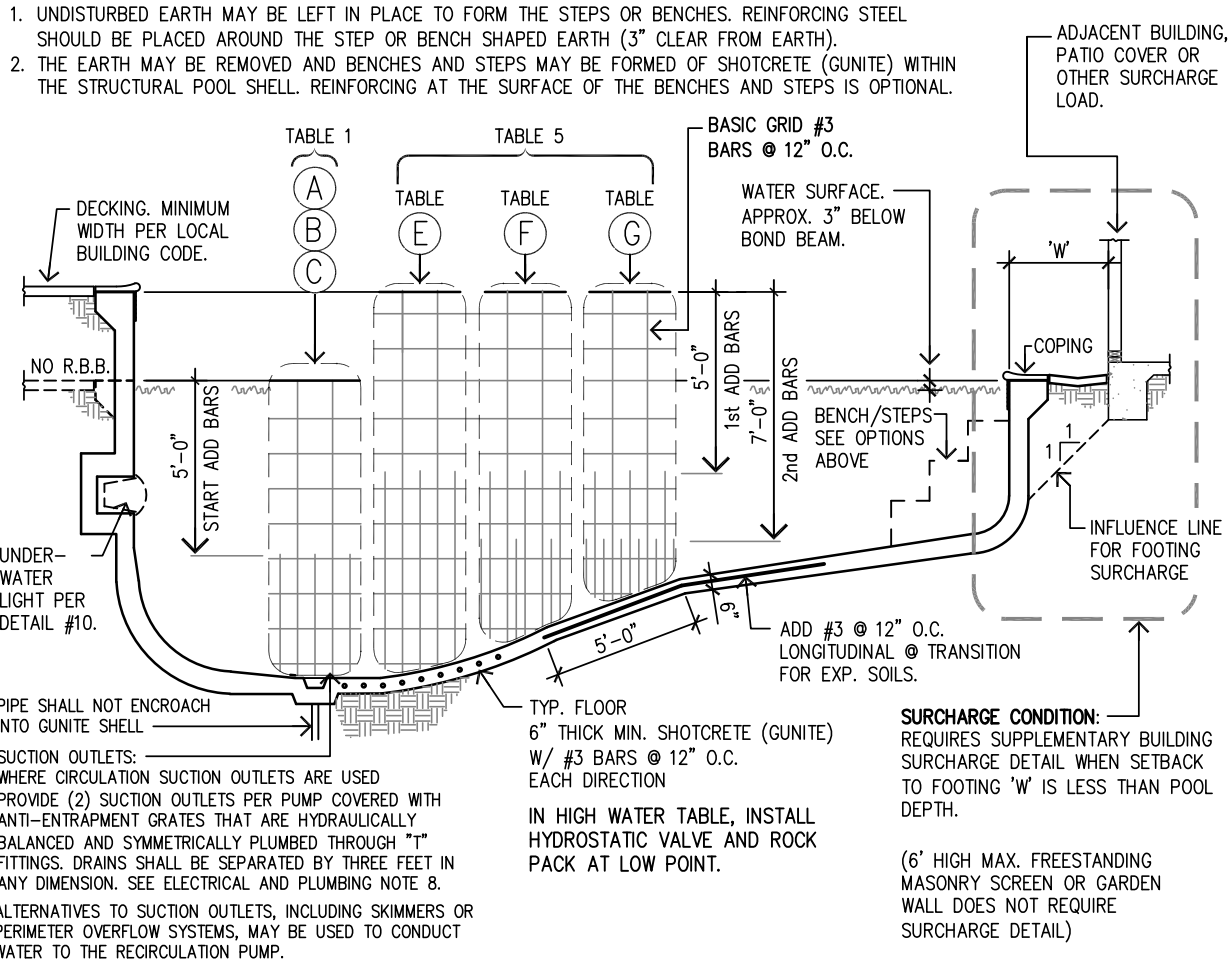 1. UNDISTURBED EARTH MAY BE LEFT IN PLACE TO FORM THE STEPS OR BENCHES. REINFORCING STEEL
SHOULD BE PLACED AROUND THE STEP OR BENCH SHAPED EARTH (3" CLEAR FROM EARTH).
2. THE EARTH MAY BE REMOVED AND BENCHES AND STEPS MAY BE FORMED OF SHOTCRETE (GUNITE) WITHIN
THE STRUCTURAL POOL SHELL. REINFORCING AT THE SURFACE OF THE BENCHES AND STEPS IS OPTIONAL.
ADJACENT BUILDING,
PATIO COVER OR
OTHER SURCHARGE
LOAD.
TABLE 1
A
B
C
TABLE 5
TABLE
E
TABLE
F
TABLE
G
BASIC GRID #3
BARS @ 12" O.C.
DECKING. MINIMUM
WIDTH PER LOCAL
BUILDING CODE.
WATER SURFACE.
APPROX. 3" BELOW
BOND BEAM.
'W'
NO R.B.B.
COPING
5'-0"
START ADD BARS
5'-0"
1st ADD BARS
7'-0"
2nd ADD BARS
BENCH/STEPS
SEE OPTIONS
ABOVE
1
1
INFLUENCE LINE
FOR FOOTING
SURCHARGE
UNDER-
WATER
LIGHT PER
DETAIL #10.
6"
5'-0"
ADD #3 @ 12" O.C.
LONGITUDINAL @ TRANSITION
FOR EXP. SOILS.
PIPE SHALL NOT ENCROACH
INTO GUNITE SHELL
TYP. FLOOR
6" THICK MIN. SHOTCRETE (GUNITE)
W/ #3 BARS @ 12" O.C.
EACH DIRECTION
IN HIGH WATER TABLE, INSTALL
HYDROSTATIC VALVE AND ROCK
PACK AT LOW POINT.
SUCTION OUTLETS:
WHERE CIRCULATION SUCTION OUTLETS ARE USED
PROVIDE (2) SUCTION OUTLETS PER PUMP COVERED WITH
ANTI-ENTRAPMENT GRATES THAT ARE HYDRAULICALLY
BALANCED AND SYMMETRICALLY PLUMBED THROUGH "T"
FITTINGS. DRAINS SHALL BE SEPARATED BY THREE FEET IN
ANY DIMENSION. SEE ELECTRICAL AND PLUMBING NOTE 8.
ALTERNATIVES TO SUCTION OUTLETS, INCLUDING SKIMMERS OR
PERIMETER OVERFLOW SYSTEMS, MAY BE USED TO CONDUCT
WATER TO THE RECIRCULATION PUMP.
SURCHARGE CONDITION:
REQUIRES SUPPLEMENTARY BUILDING
SURCHARGE DETAIL WHEN SETBACK
TO FOOTING 'W' IS LESS THAN POOL
DEPTH.
(6' HIGH MAX. FREESTANDING
MASONRY SCREEN OR GARDEN
WALL DOES NOT REQUIRE
SURCHARGE DETAIL)